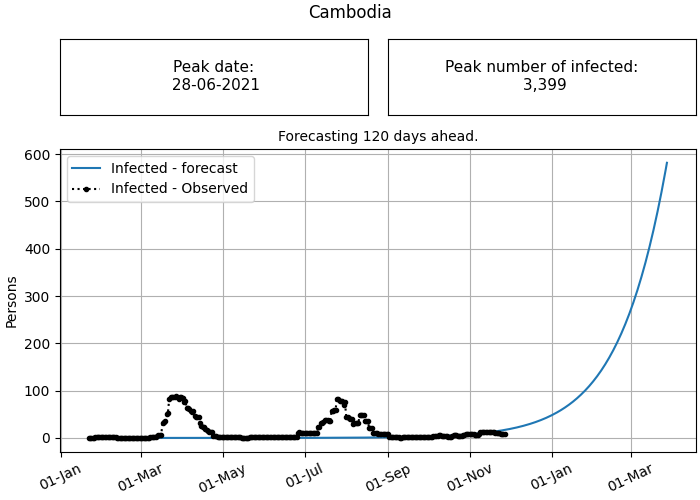 Cambodia
Peak date:
28-06-2021
Peak number of infected:
3,399
Forecasting 120 days ahead.
Infected - forecast
Infected - Observed
Persons
600
500
400
300
200
100
0
01-Jan
01-Mar
01-May
01-Jul
01-Sep
01-Nov
01-Jan
01-Mar